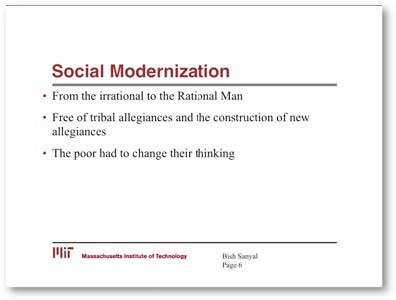 Social Modernization
• From the irrational to the Rational Man
• Free of tribal allegiances and the construction of new
allegiances
• The poor had to change their thinking
MIT Massachusetts Institute of Technology
Bish Sanyal
Page 6